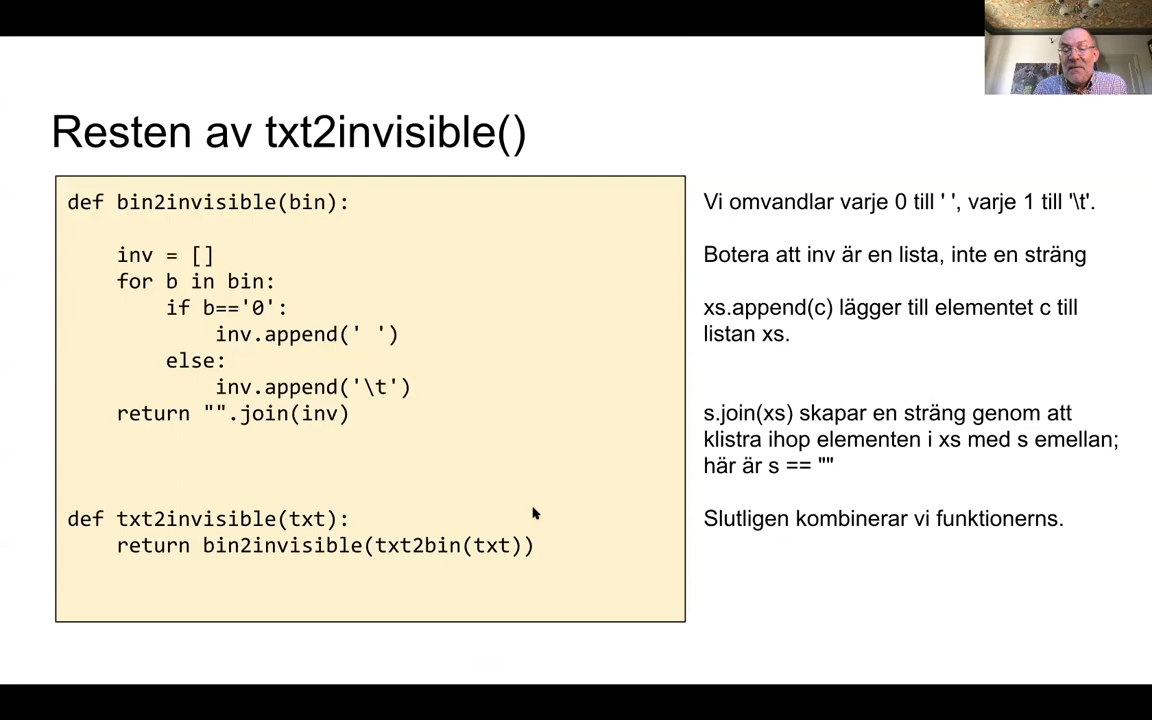 Resten av txt2invisible()
def bin2invisible(bin):
inv = []
for b in bin:
if b=='0':
inv.append(' ')
else:
inv.append('\t')
return "".join(inv)
def txt2invisible(txt):
return bin2invisible(txt2bin(txt))
Vi omvandlar varje 0 till ' ', varje 1 till '\t'.
Botera att inv är en lista, inte en sträng
xs.append(c) lägger till elementet c till
listan xs.
s.join(xs) skapar en sträng genom att
klistra ihop elementen i xs med s emellan;
här är s == ""
Slutligen kombinerar vi funktionerns.